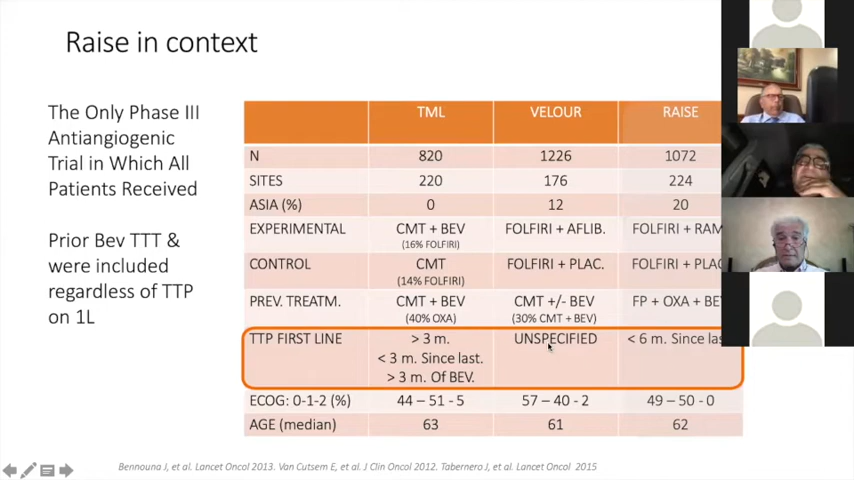 Raise in context
The Only Phase III
Antiangiogenic
Trial in Which All
Patients Received
Prior Bev TTT &
were included
regardless of TTP
on 1L
TML VELOUR RAISE
N 820 1226 1072
SITES 220 176 224
ASIA (%) 0 12 20
EXPERIMENTAL CMT + BEV FOLFIRI + AFLIB. FOLFIRI + RAM
(16% FOLFIRI)
CONTROL CMT FOLFIRI + PLAC. FOLFIRI + PLAC
(14% FOLFIRI)
PREV. TREATM. CMT + BEV CMT +/- BEV FP + OXA + BE
(40% OXA) (30% CMT + BEV)
TTP FIRST LINE > 3 m. UNSPECIFIED < 6 m. Since las
< 3 m. Since last.
> 3 m. Of BEV.
ECOG: 0-1-2 (%) 44 – 51 - 5 57 – 40 - 2 49 – 50 - 0
AGE (median) 63 61 62
Bennouna J, et al. Lancet Oncol 2013. Van Cutsem E, et al. J Clin Oncol 2012. Tabernero J, et al. Lancet Oncol 2015